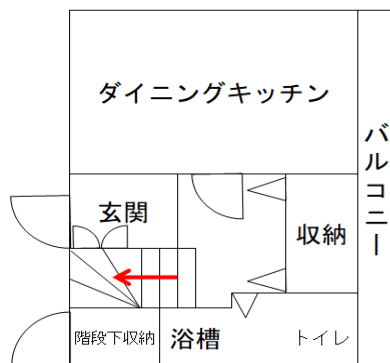 ダイニングキッチン
バルコニー
玄関
収納
階段下収納
浴槽
トイレ